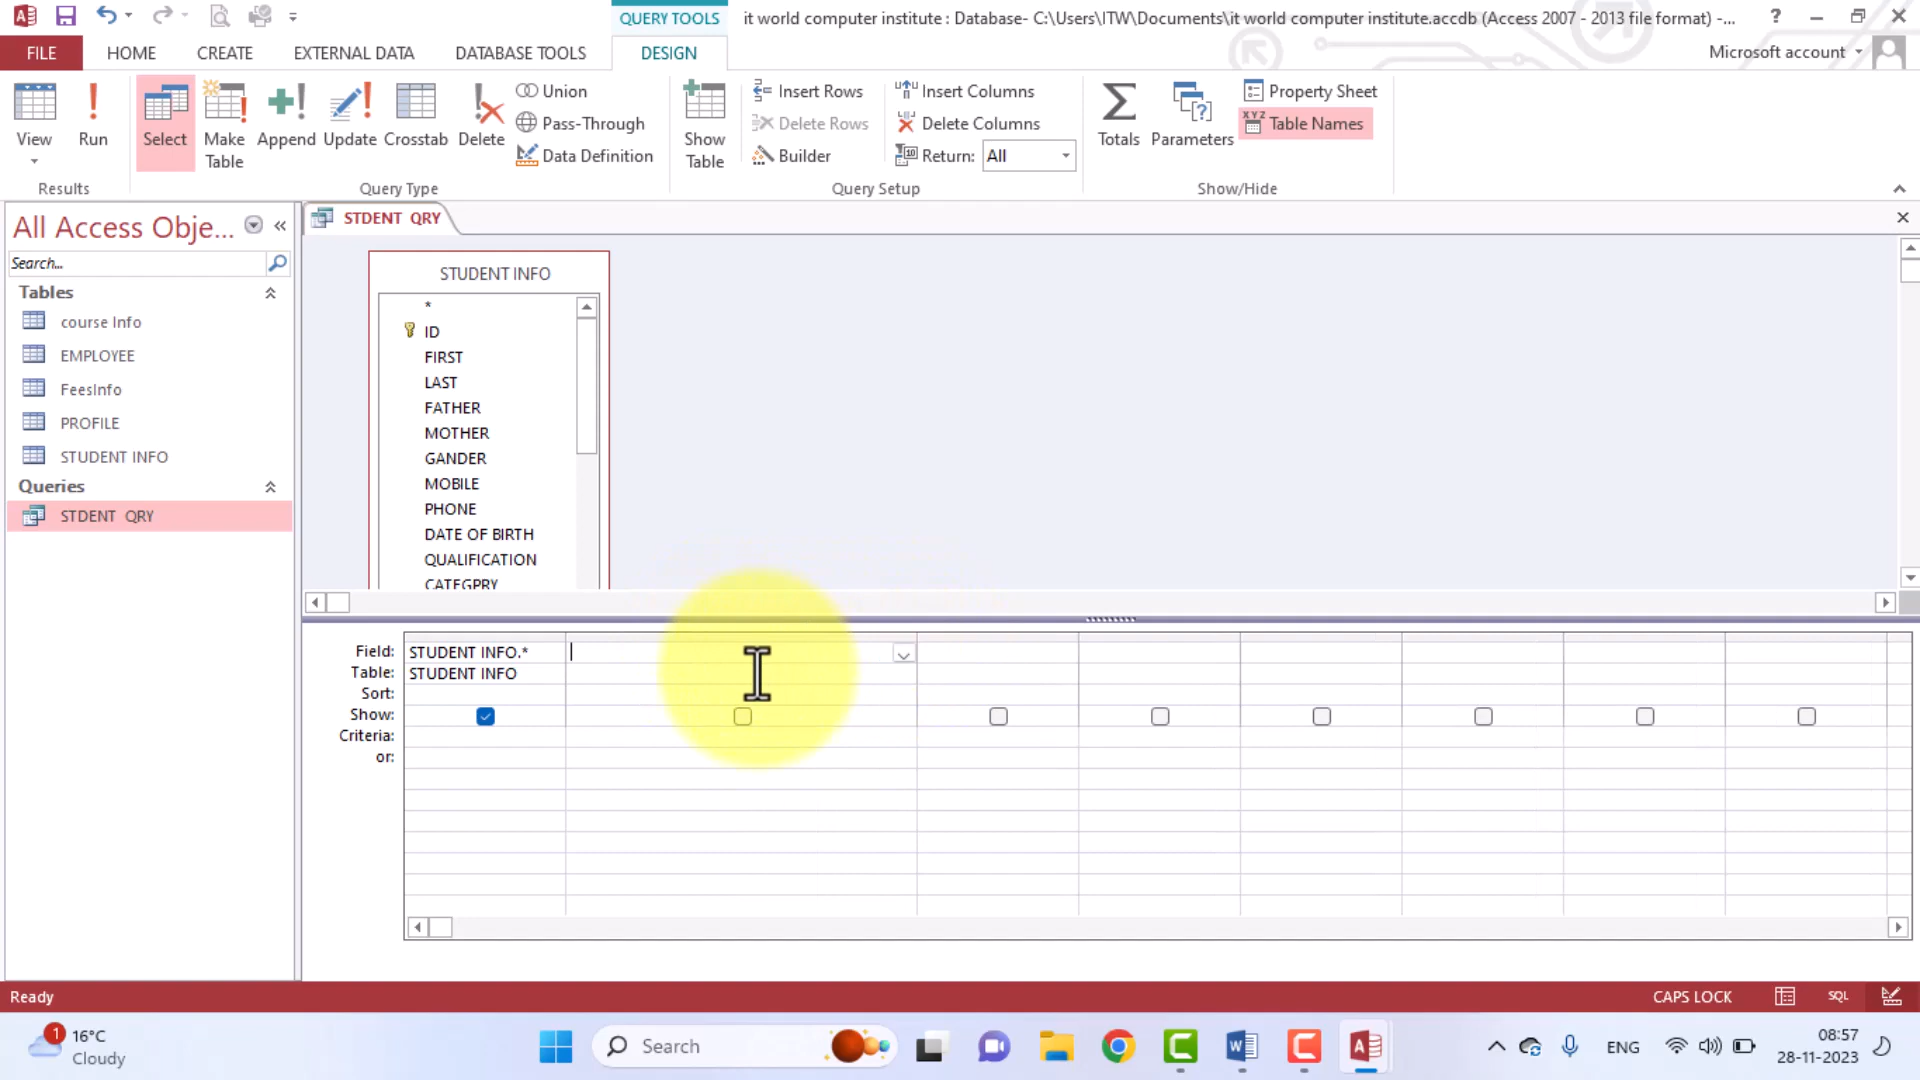 QUERY TOOLS
it world computer institute : Database- C:\Users\ITW\Documents\it world computer institute.accdb (Access 2007 - 2013 file format) -...
?
FILE
HOME
CREATE
EXTERNAL DATA
DATABASE TOOLS
DESIGN
Microsoft account
View
Run
Select
Make Table
Append
Update
Crosstab
Delete
Union
Pass-Through
Data Definition
Show Table
Insert Rows
Delete Rows
Builder
Insert Columns
Delete Columns
Return: All
Totals
Parameters
Property Sheet
Table Names
Results
Query Type
Query Setup
Show/Hide
All Access Obje...
Search...
Tables
course Info
EMPLOYEE
FeesInfo
PROFILE
STUDENT INFO
Queries
STDENT QRY
STDENT QRY
STUDENT INFO
*
ID
FIRST
LAST
FATHER
MOTHER
GANDER
MOBILE
PHONE
DATE OF BIRTH
QUALIFICATION
CATEGPRY
Field: STUDENT INFO.*
Table: STUDENT INFO
Sort:
Show:
Criteria:
or:
Ready
CAPS LOCK
SQL
1
16°C
Cloudy
Search
ENG
08:57
28-11-2023